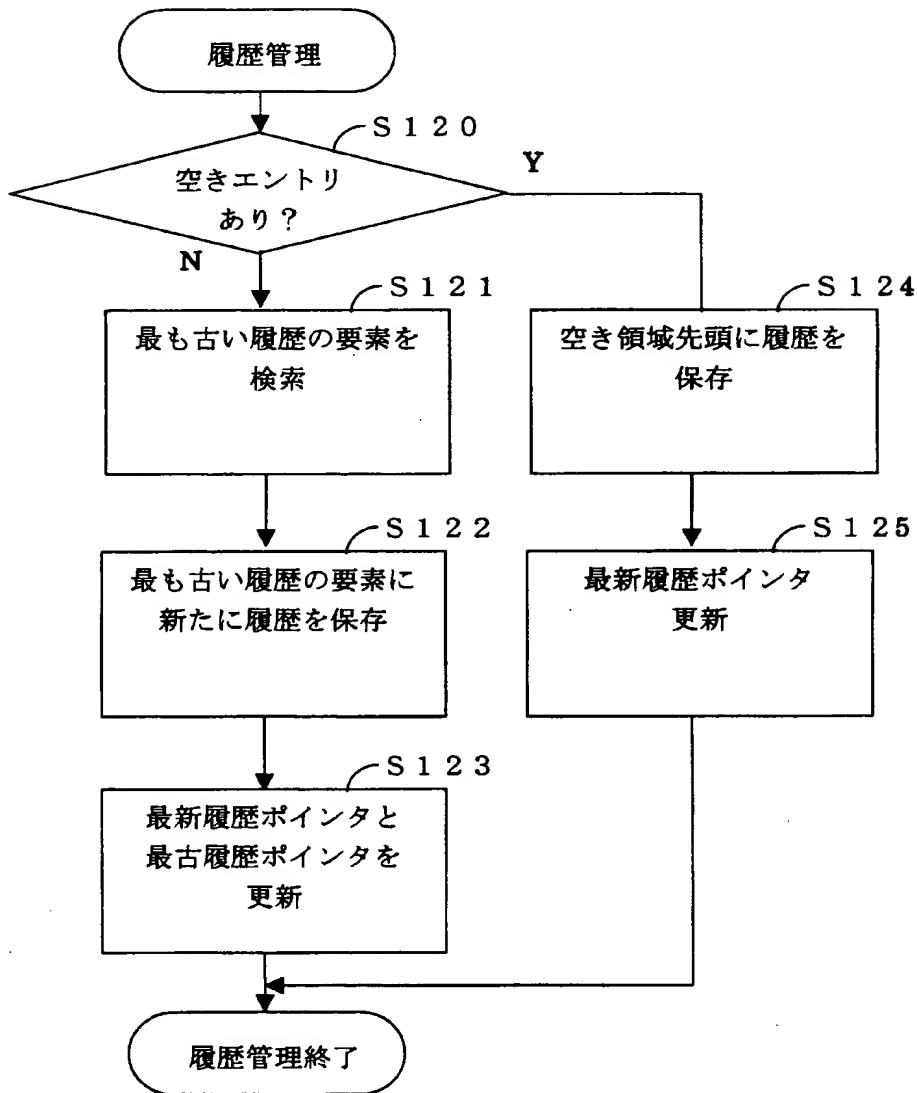 履歴管理
S120
空きエントリ
あり?
Y
N
S121
最も古い履歴の要素を
検索
S124
空き領域先頭に履歴を
保存
S122
最も古い履歴の要素に
新たに履歴を保存
S125
最新履歴ポインタ
更新
S123
最新履歴ポインタと
最古履歴ポインタを
更新
履歴管理終了